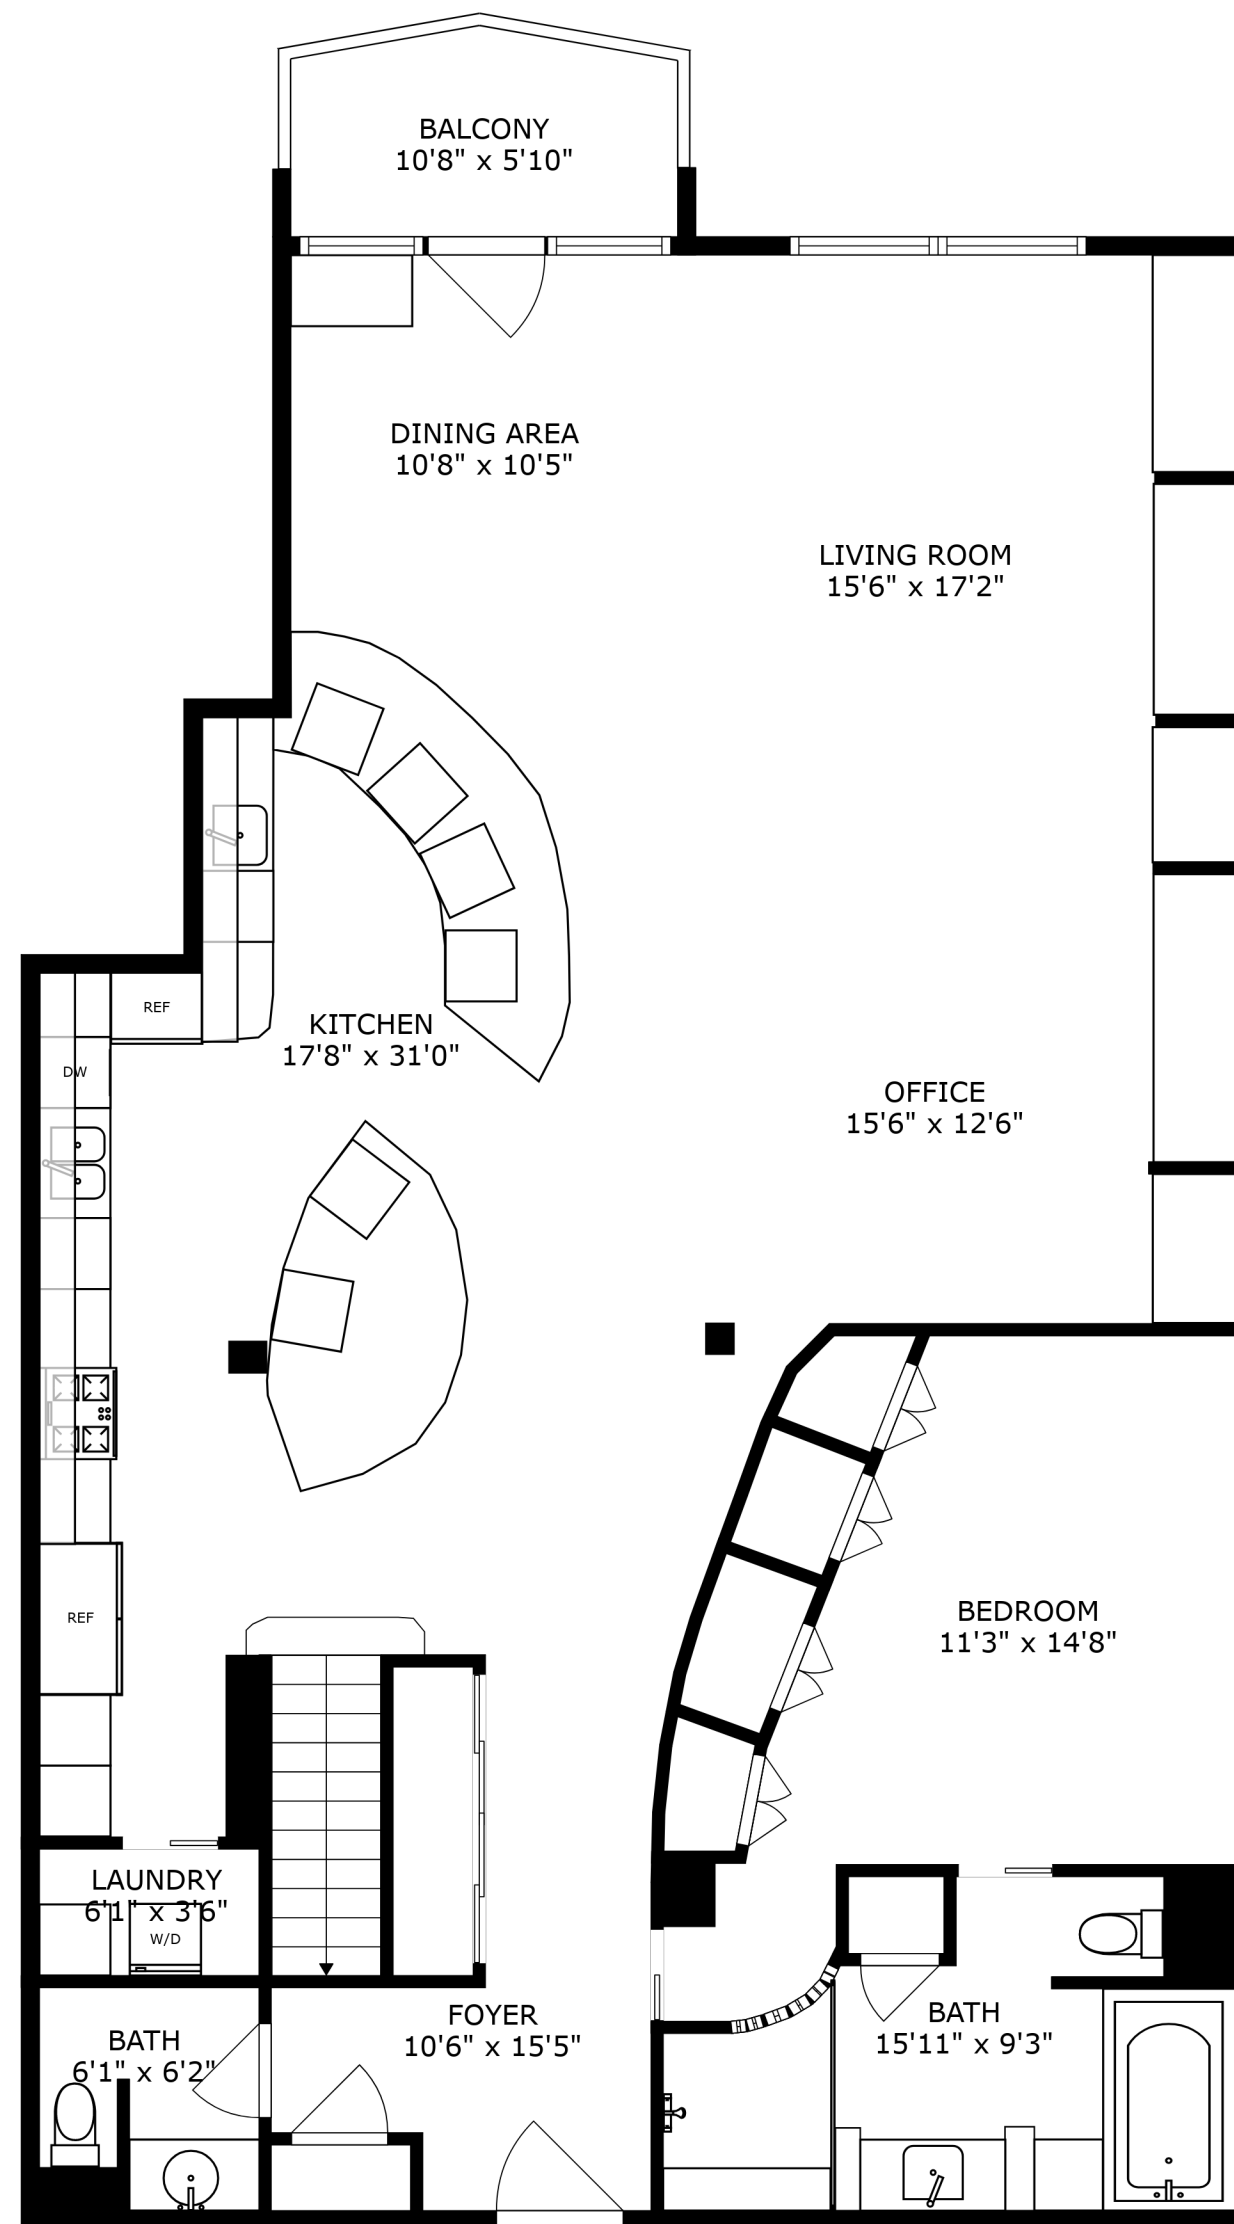 BALCONY
10'8" x 5'10"
DINING AREA
10'8" x 10'5"
LIVING ROOM
15'6" x 17'2"
REF
KITCHEN
17'8" x 31'0"
DW
OFFICE
15'6" x 12'6"
REF
BEDROOM
11'3" x 14'8"
LAUNDRY
6'1" x 3'6"
W/D
FOYER
10'6" x 15'5"
BATH
15'11" x 9'3"
BATH
6'1" x 6'2"